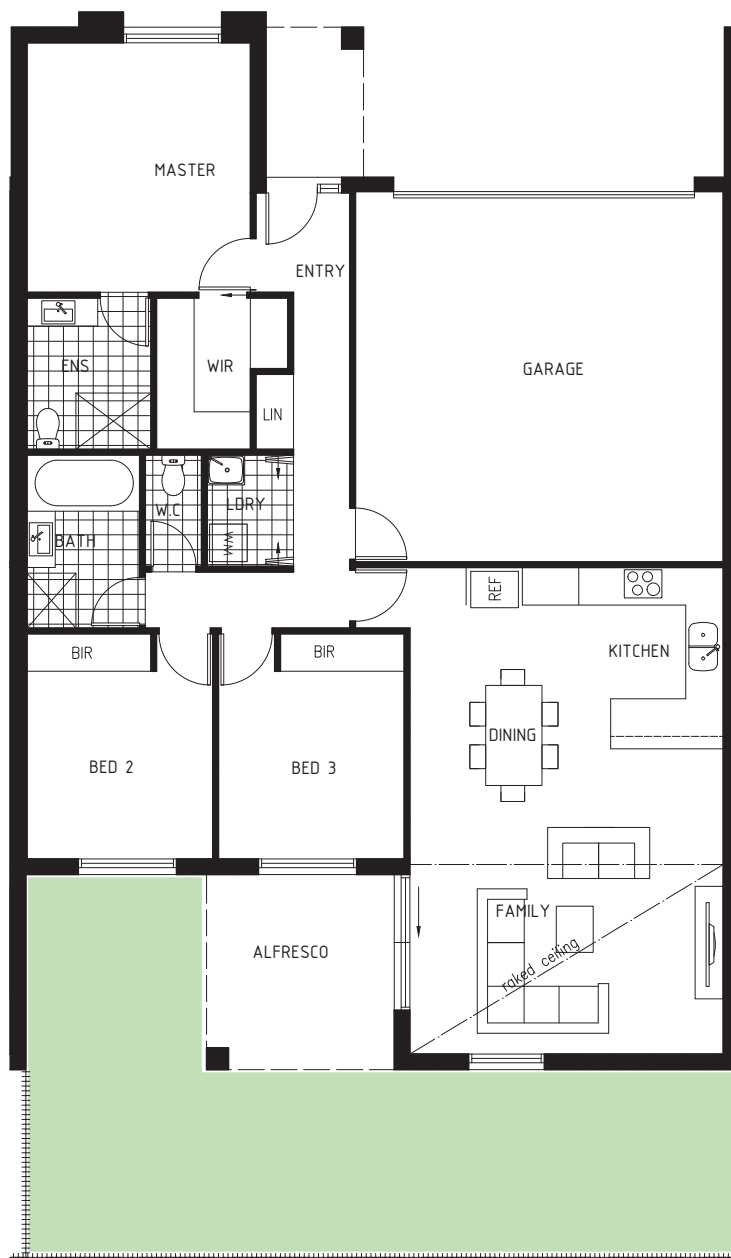 MASTER
ENTRY
ENS
WIR
GARAGE
LIN
W.C
LDRY
BATH
WM
REF
BIR
BIR
KITCHEN
DINING
BED 2
BED 3
FAMILY
ALFRESCO
raked ceiling